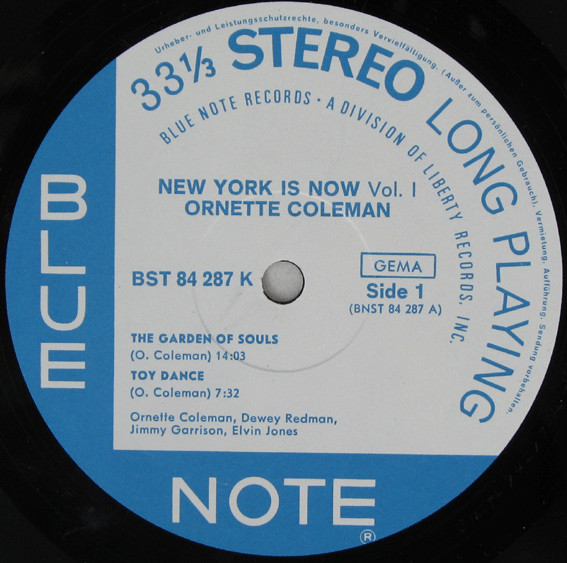 Urheber- und Leistungsschutzrechte, besonders Vervielfältigung. (Außer zum persönlichen Gebrauch), Vermietung, Aufführung, Sendung vorbehalten.
33⅓ STEREO LONG PLAYING
BLUE NOTE RECORDS • A DIVISION OF LIBERTY RECORDS, INC.
NEW YORK IS NOW Vol. I
ORNETTE COLEMAN
BST 84 287 K
GEMA
Side 1
(BNST 84 287 A)
THE GARDEN OF SOULS
(O. Coleman) 14:03
TOY DANCE
(O. Coleman) 7:32
Ornette Coleman, Dewey Redman,
Jimmy Garrison, Elvin Jones
BLUE
NOTE
®